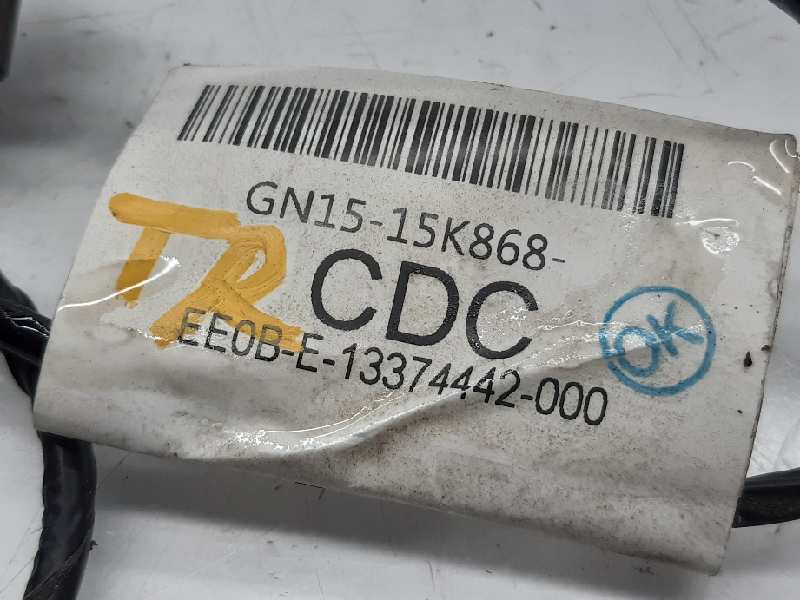 GN15-15K868-
TR
CDC
OK
EE0B-E-13374442-000